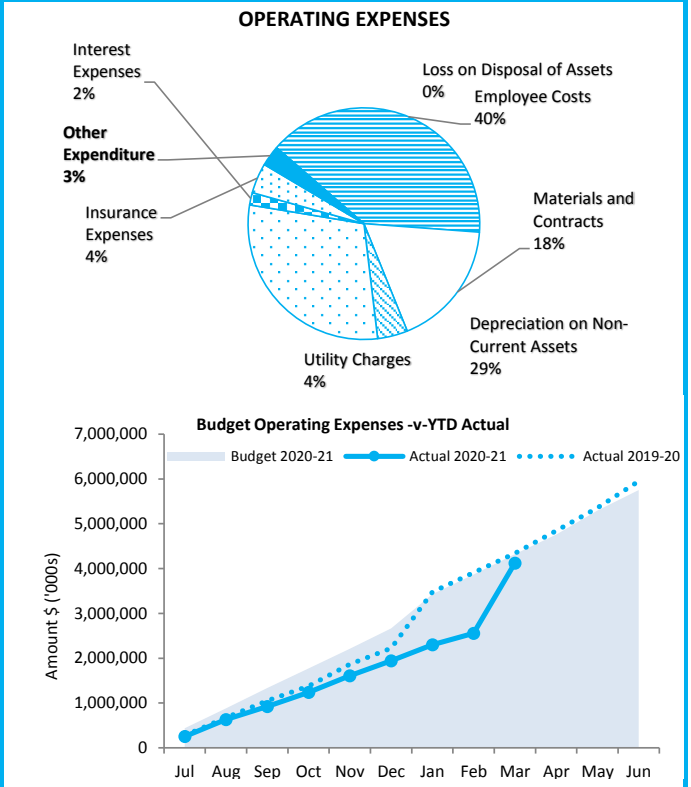 OPERATING EXPENSES
Interest
Expenses
2%
Loss on Disposal of Assets
0%
Employee Costs
40%
Other
Expenditure
3%
Materials and
Contracts
18%
Insurance
Expenses
4%
Depreciation on Non-
Current Assets
29%
Utility Charges
4%
Budget Operating Expenses -v-YTD Actual
Budget 2020-21 Actual 2020-21 Actual 2019-20
Amount $ ('000s)
7,000,000
6,000,000
5,000,000
4,000,000
3,000,000
2,000,000
1,000,000
0
Jul Aug Sep Oct Nov Dec Jan Feb Mar Apr May Jun